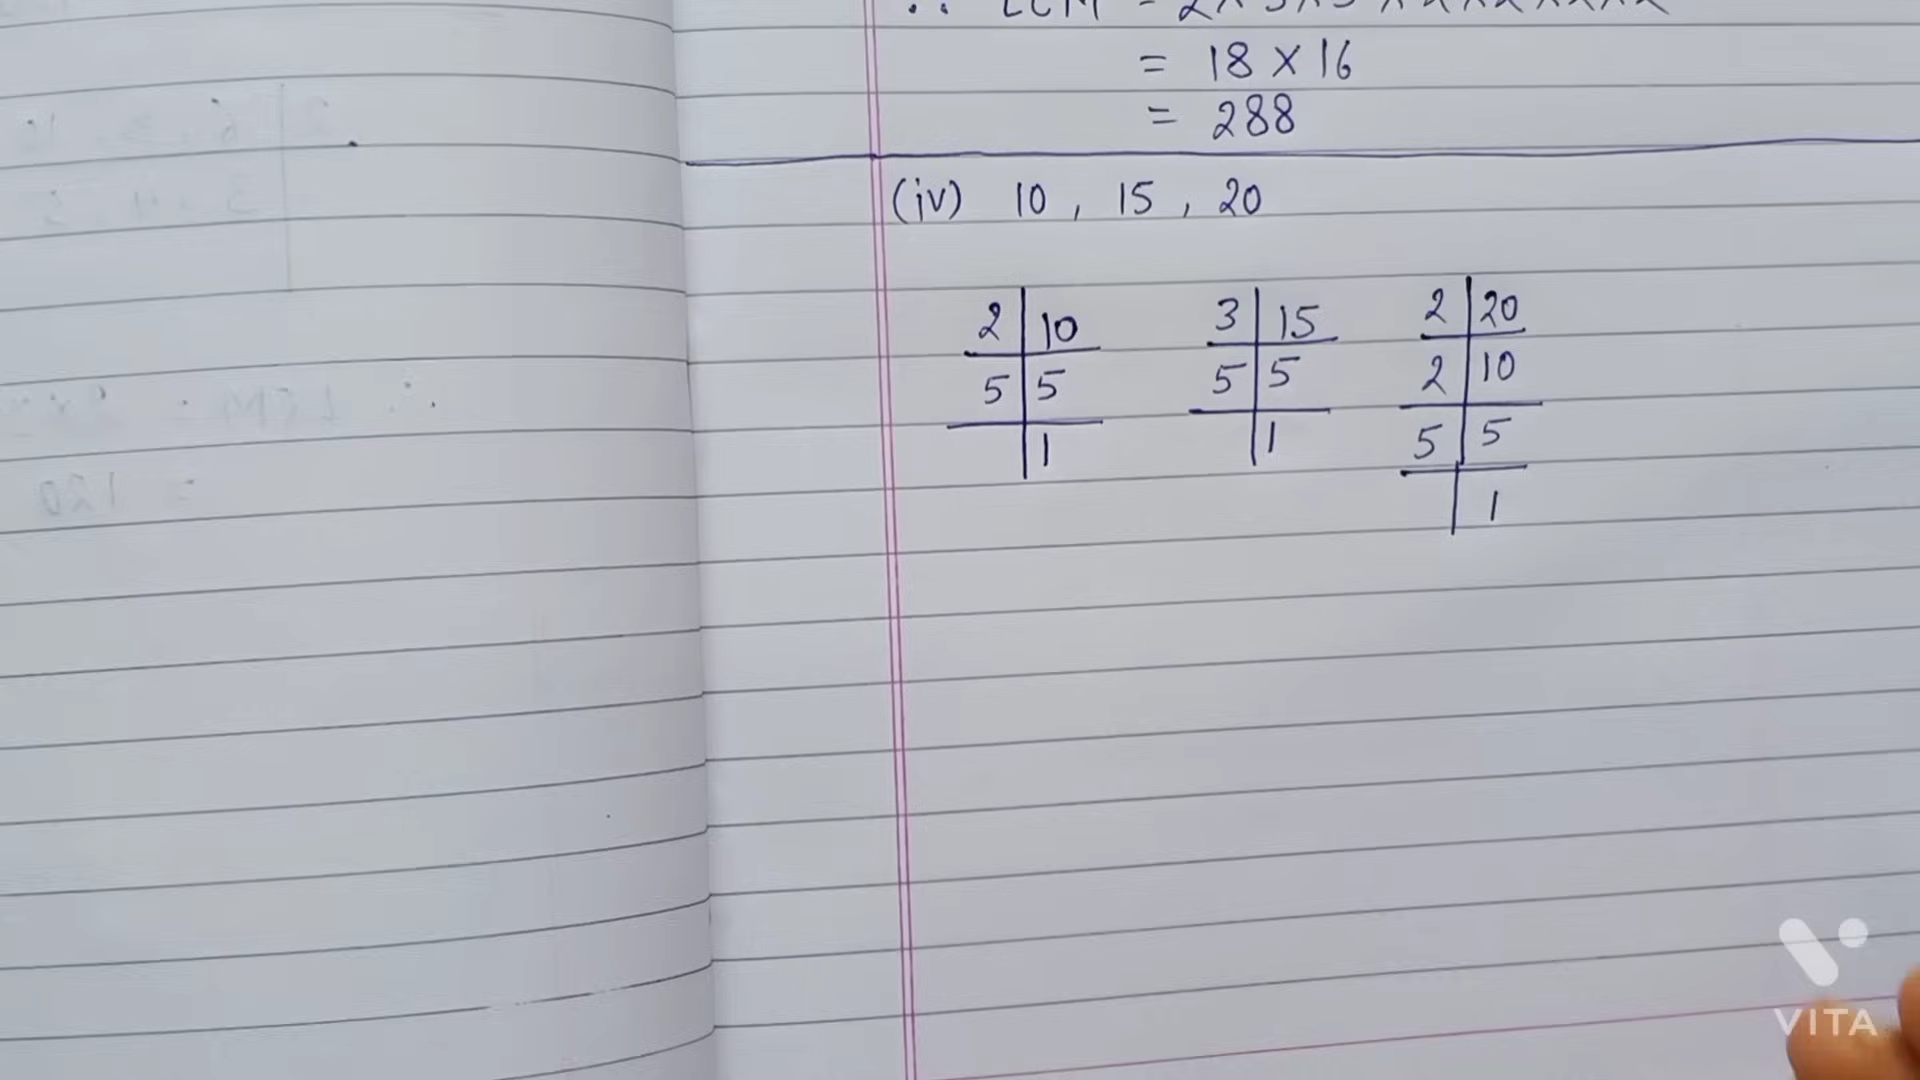 = 18 × 16
= 288
(iv) 10 , 15 , 20
2 | 10 3 | 15 2 | 20
5 | 5 5 | 5 2 | 10
1 1 5 | 5
1
VITA